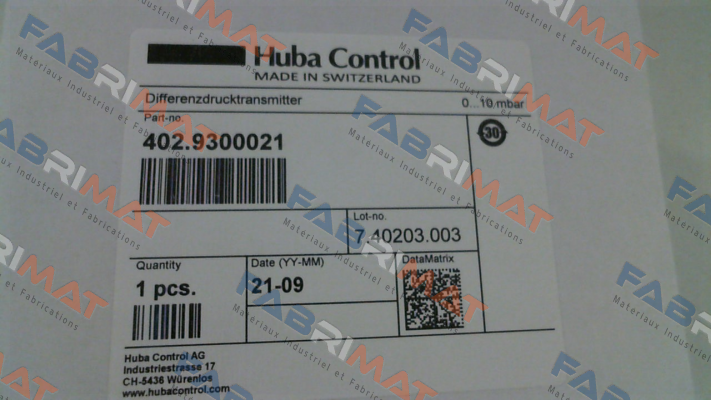 Huba Control
MADE IN SWITZERLAND
Differenzdrucktransmitter 0...10 mbar
Part-no.
402.9300021
30
Lot-no.
7.40203.003
Quantity
1 pcs.
Date (YY-MM)
21-09
DataMatrix
Huba Control AG
Industriestrasse 17
CH-5436 Würenlos
www.hubacontrol.com
FABRIMAT
Materiaux Industriel et Fabrications